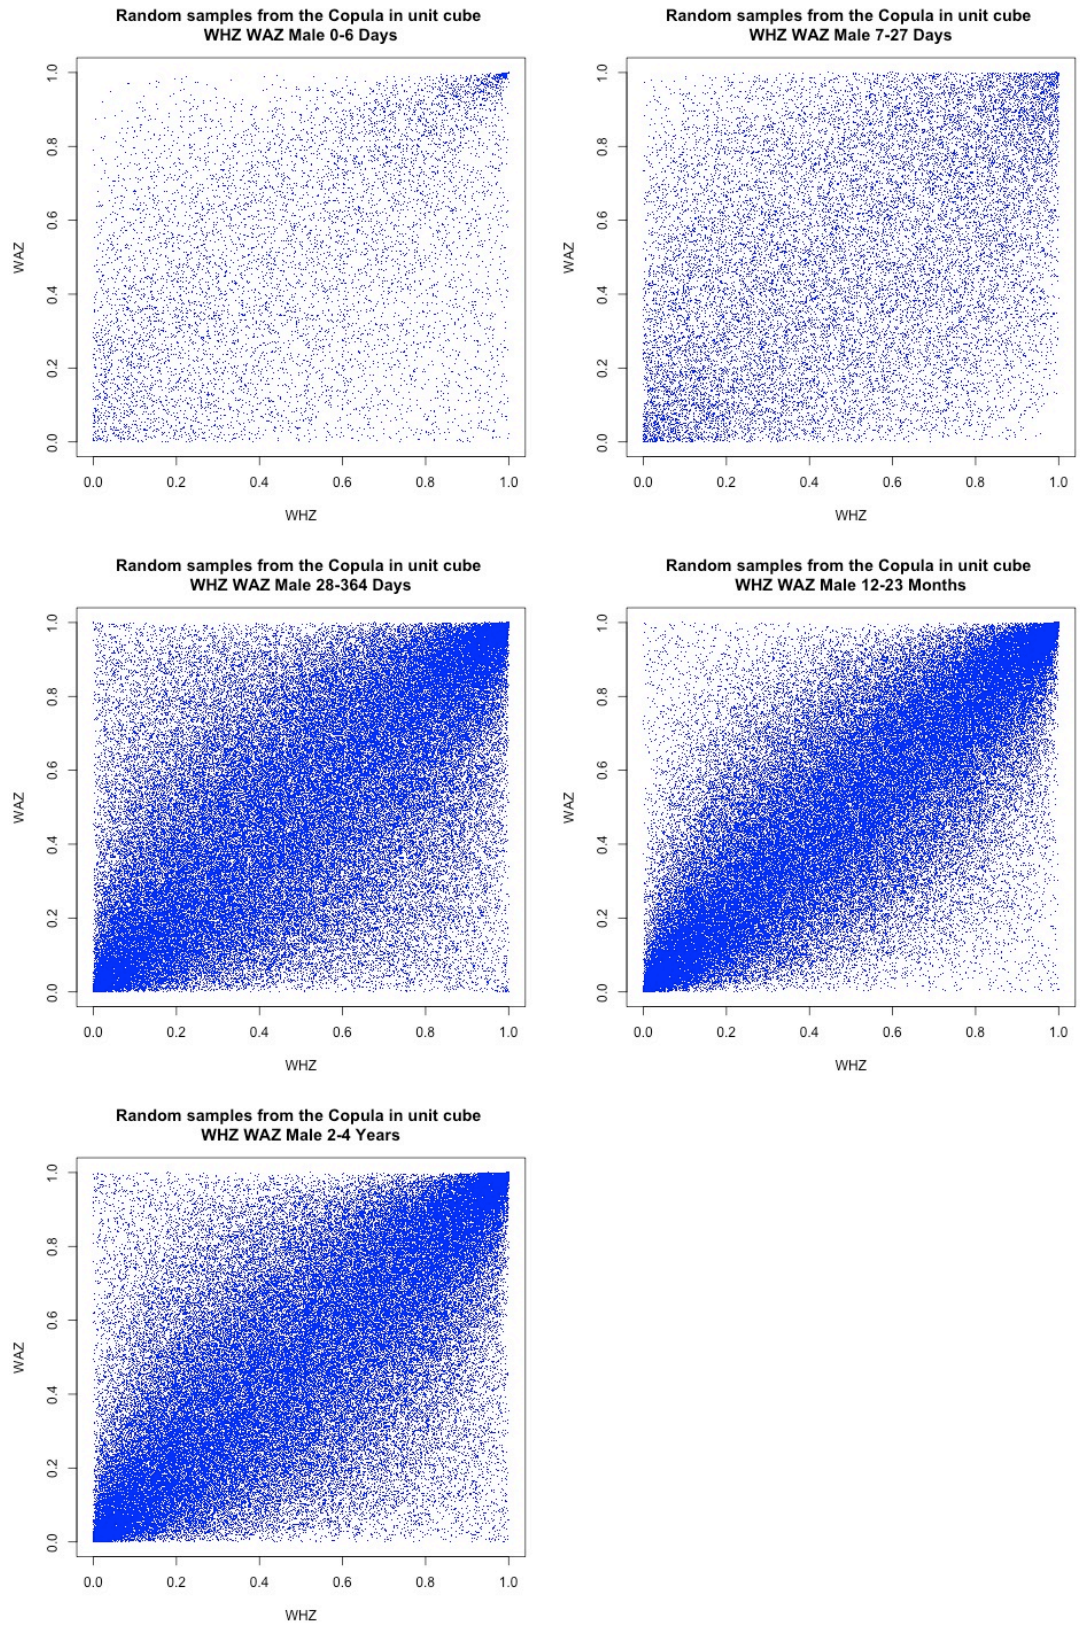 Random samples from the Copula in unit cube
WHZ WAZ Male 0-6 Days
1.0
0.8
0.6
0.4
0.2
0.0
WAZ
0.0 0.2 0.4 0.6 0.8 1.0
WHZ
Random samples from the Copula in unit cube
WHZ WAZ Male 7-27 Days
1.0
0.8
0.6
0.4
0.2
0.0
WAZ
0.0 0.2 0.4 0.6 0.8 1.0
WHZ
Random samples from the Copula in unit cube
WHZ WAZ Male 28-364 Days
1.0
0.8
0.6
0.4
0.2
0.0
WAZ
0.0 0.2 0.4 0.6 0.8 1.0
WHZ
Random samples from the Copula in unit cube
WHZ WAZ Male 12-23 Months
1.0
0.8
0.6
0.4
0.2
0.0
WAZ
0.0 0.2 0.4 0.6 0.8 1.0
WHZ
Random samples from the Copula in unit cube
WHZ WAZ Male 2-4 Years
1.0
0.8
0.6
0.4
0.2
0.0
WAZ
0.0 0.2 0.4 0.6 0.8 1.0
WHZ